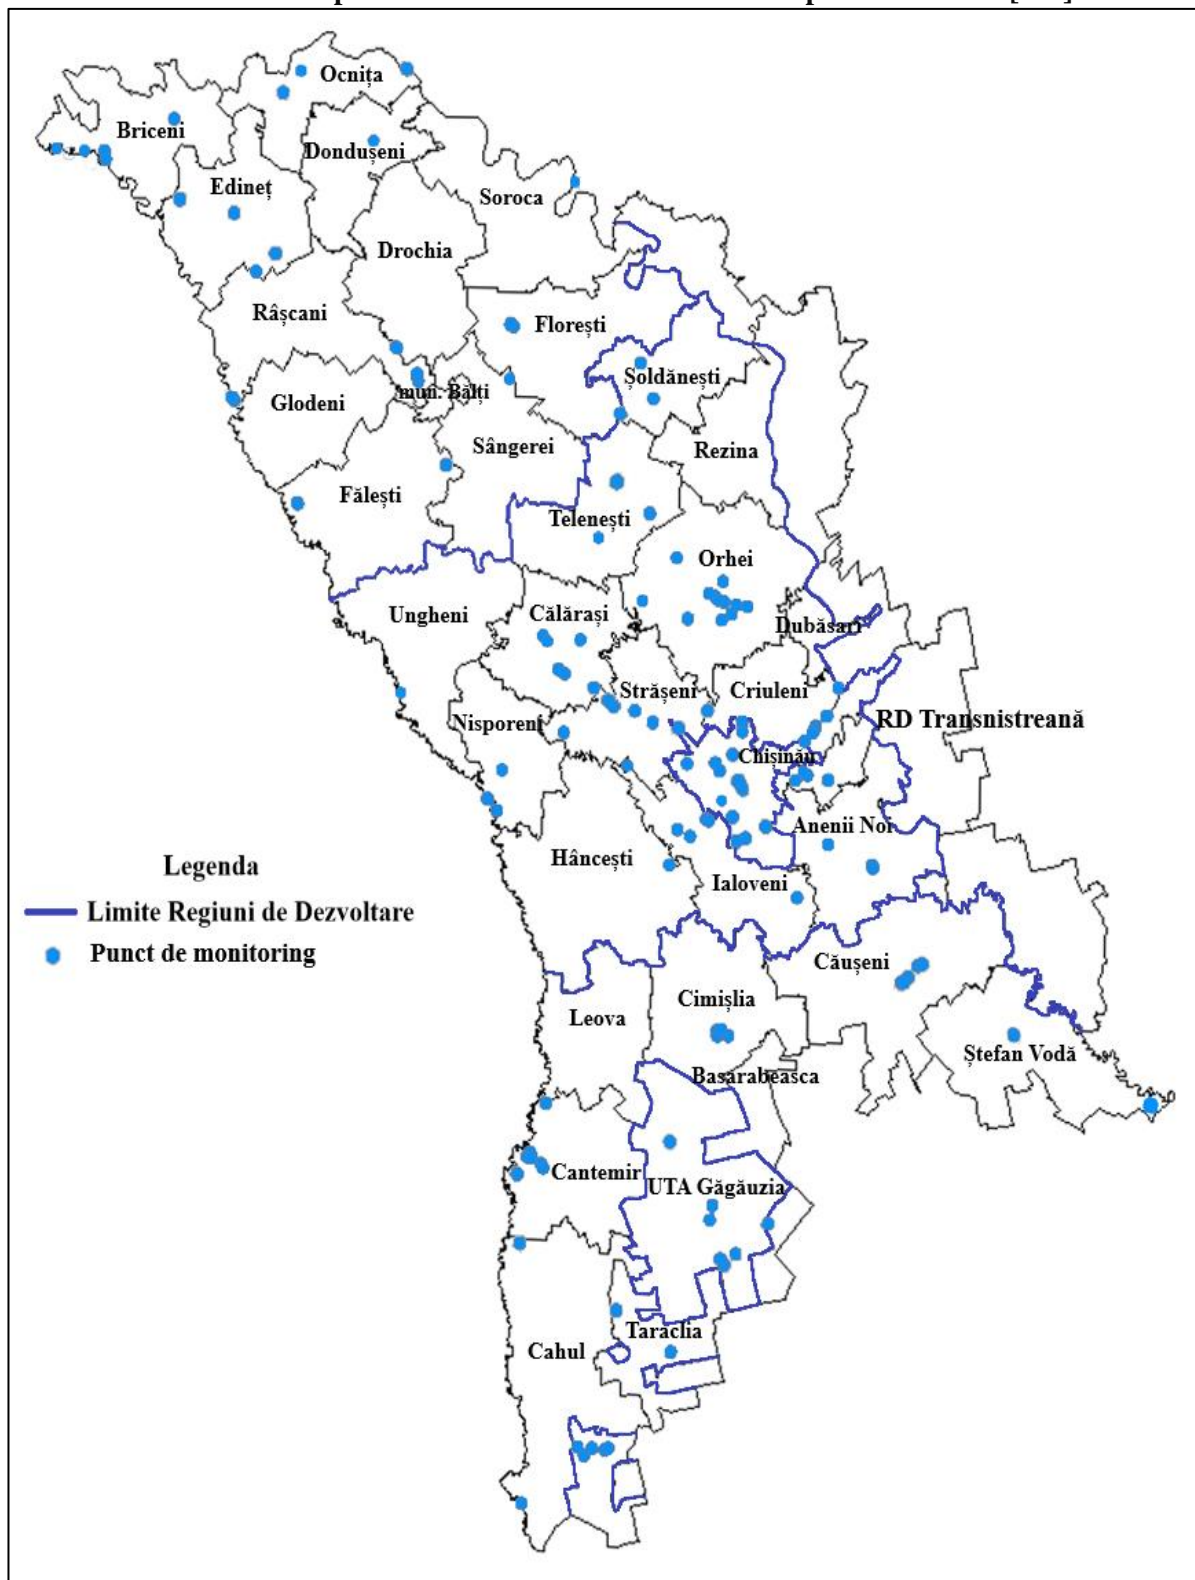 Ocnița
Briceni
Dondușeni
Edineț
Soroca
Drochia
Râșcani
Florești
Șoldănești
mun. Bălți
Glodeni
Sângerei
Rezina
Fălești
Telenești
Orhei
Ungheni
Călărași
Dubăsari
Strășeni
Criuleni
RD Transnistreană
Nisporeni
Chișinău
Anenii Noi
Hâncești
Legenda
Ialoveni
Limite Regiuni de Dezvoltare
Punct de monitoring
Căușeni
Cimișlia
Leova
Ștefan Vodă
Basarabeasca
Cantemir
UTA Găgăuzia
Taraclia
Cahul